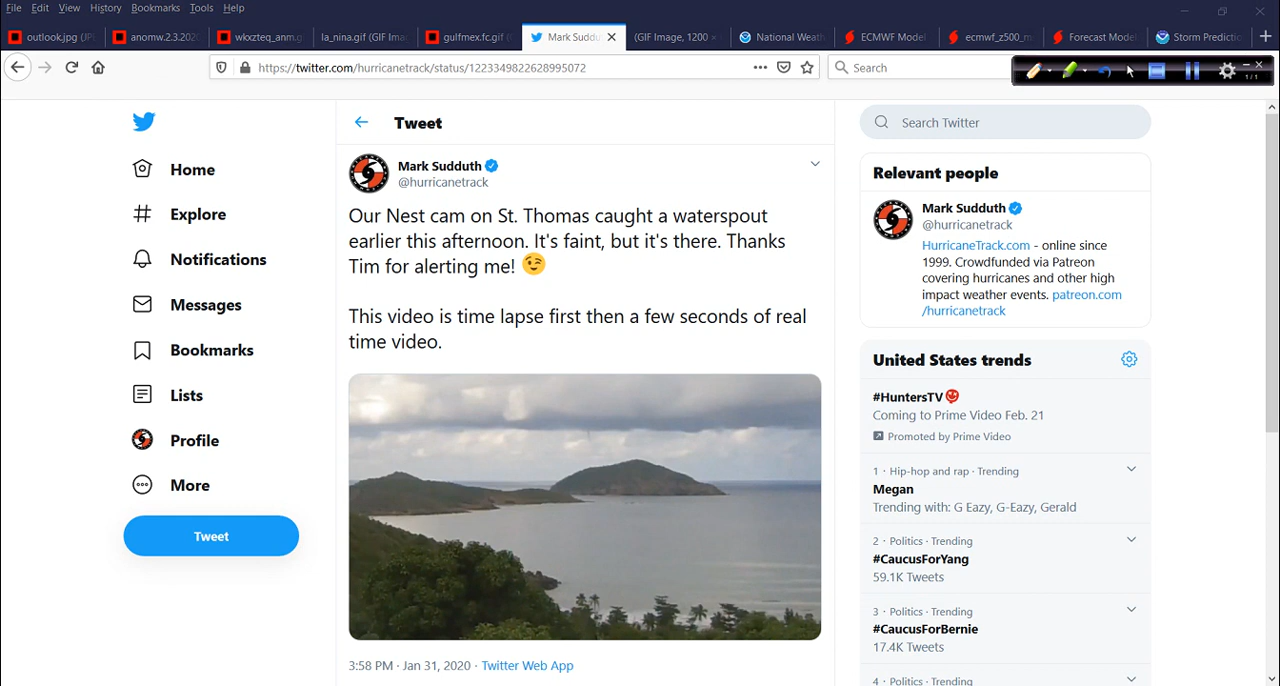 File Edit View History Bookmarks Tools Help
outlook.jpg (JP
anomw.2.3.202
wkxzteq_anm.g
la_nina.gif (GIF Ima
gulfmex.fc.gif (
Mark Suddu
(GIF Image, 1200 ×
National Weath
ECMWF Model
ecmwf_z500_m
Forecast Model
Storm Predictio
https://twitter.com/hurricanetrack/status/1223349822628995072
Search
1/1
Home
Explore
Notifications
Messages
Bookmarks
Lists
Profile
More
Tweet
Tweet
Mark Sudduth
@hurricanetrack
Our Nest cam on St. Thomas caught a waterspout
earlier this afternoon. It's faint, but it's there. Thanks
Tim for alerting me! 😉
This video is time lapse first then a few seconds of real
time video.
3:58 PM · Jan 31, 2020 · Twitter Web App
Search Twitter
Relevant people
Mark Sudduth
@hurricanetrack
HurricaneTrack.com - online since
1999. Crowdfunded via Patreon
covering hurricanes and other high
impact weather events. patreon.com
/hurricanetrack
United States trends
#HuntersTV
Coming to Prime Video Feb. 21
Promoted by Prime Video
1 · Hip-hop and rap · Trending
Megan
Trending with: G Eazy, G-Eazy, Gerald
2 · Politics · Trending
#CaucusForYang
59.1K Tweets
3 · Politics · Trending
#CaucusForBernie
17.4K Tweets
4 · Politics · Trending